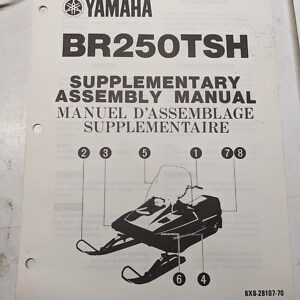 YAMAHA
BR250TSH
SUPPLEMENTARY
ASSEMBLY MANUAL
MANUEL D'ASSEMBLAGE
SUPPLEMENTAIRE
2 3 5 1 7 8
6 4
8X8-28107-70